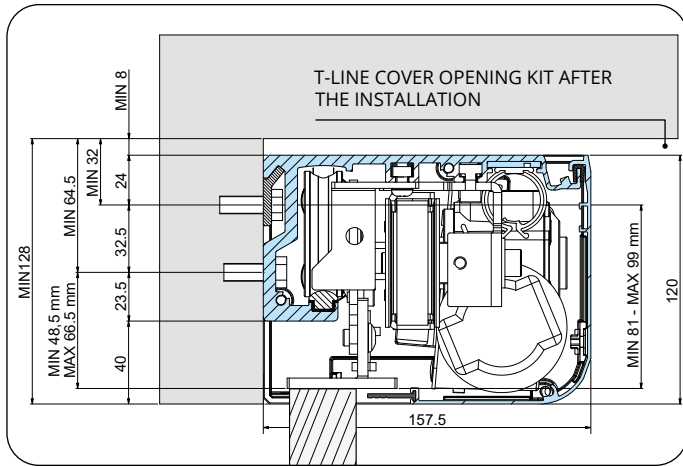 T-LINE COVER OPENING KIT AFTER
THE INSTALLATION
MIN 8
MIN 32
24
MIN 64.5
MIN128
32.5
23.5
MIN 48,5 mm
MAX 66.5 mm
40
MIN 81 - MAX 99 mm
120
157.5